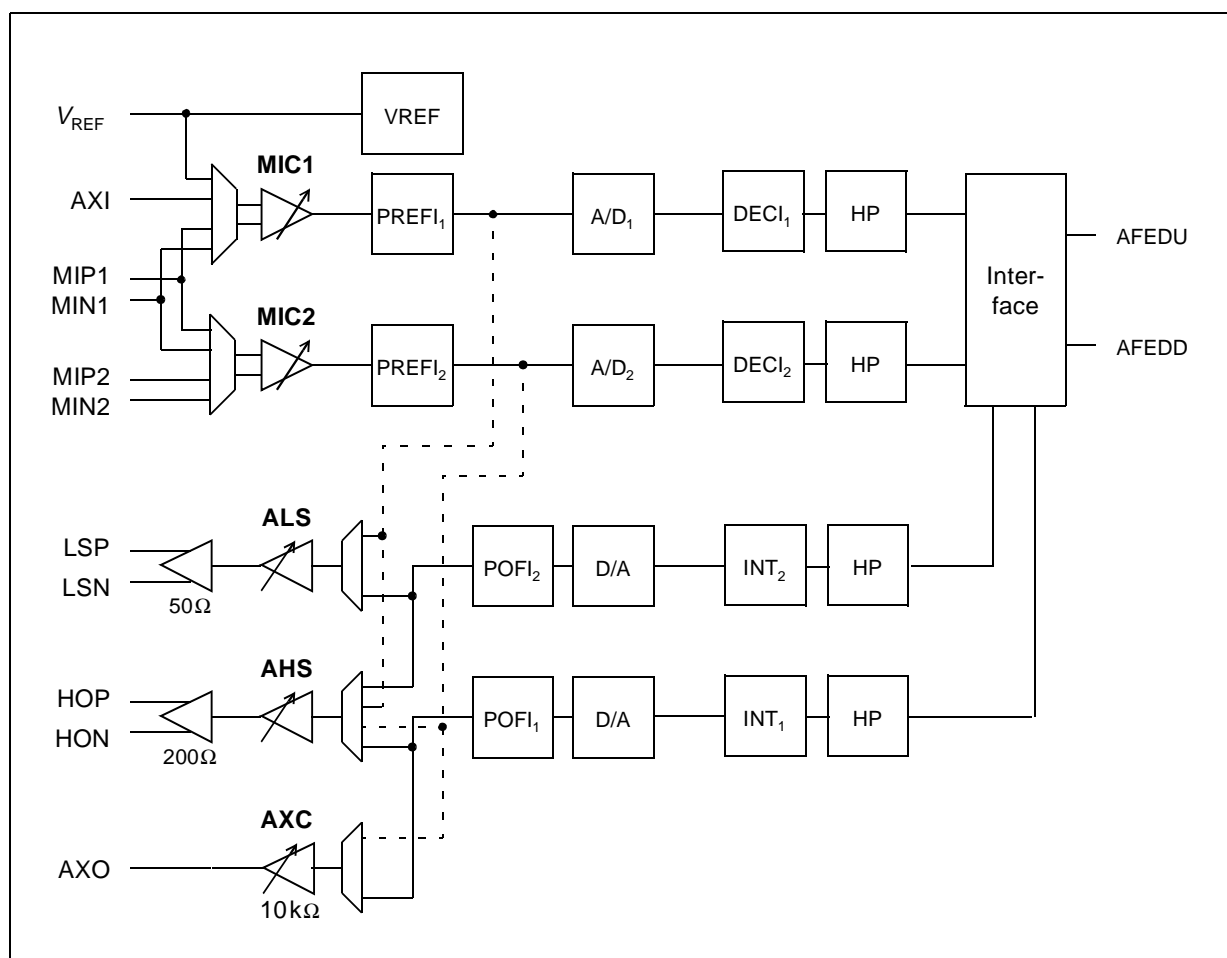 V_REF
VREF
MIC1
AXI
PREFI₁
A/D₁
DECI₁
HP
AFEDU
MIP1
MIN1
Inter-
face
MIC2
MIP2
MIN2
PREFI₂
A/D₂
DECI₂
HP
AFEDD
ALS
LSP
LSN
50Ω
POFI₂
D/A
INT₂
HP
AHS
HOP
HON
200Ω
POFI₁
D/A
INT₁
HP
AXC
AXO
10kΩ